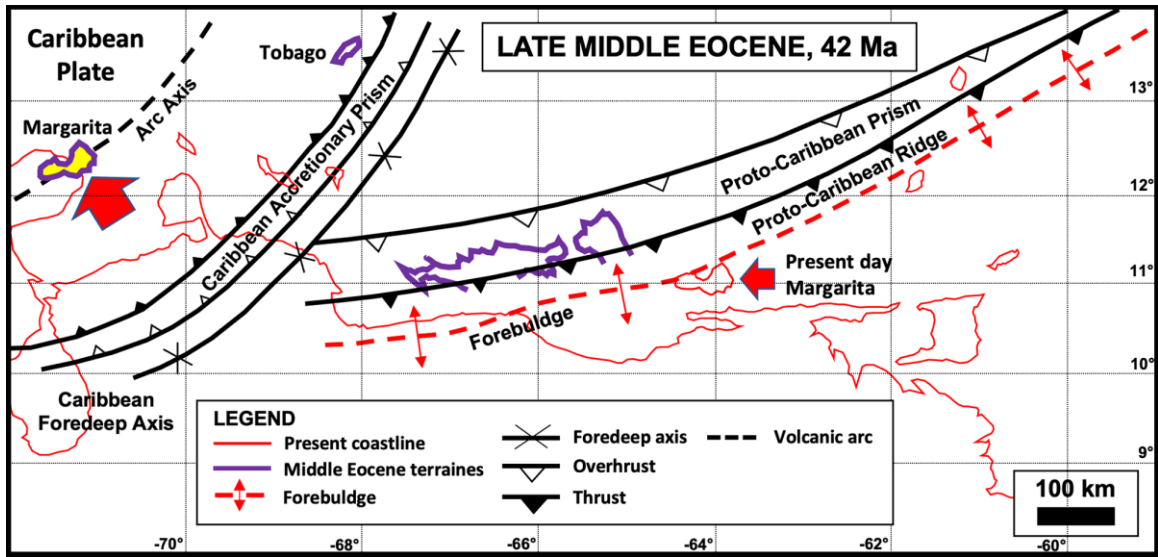 Caribbean
Plate
Tobago
LATE MIDDLE EOCENE, 42 Ma
Arc Axis
Margarita
Caribbean Accretionary Prism
Proto-Caribbean Prism
Proto-Caribbean Ridge
13°
12°
11°
10°
9°
Present day
Margarita
Forebuldge
Caribbean
Foredeep Axis
LEGEND
Present coastline
Middle Eocene terraines
Forebuldge
Foredeep axis
Overhrust
Thrust
Volcanic arc
100 km
-70°
-68°
-66°
-64°
-62°
-60°